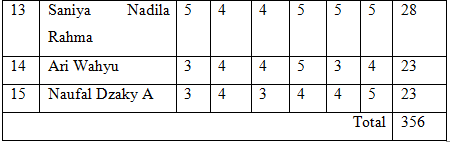 13 Saniya Nadila Rahma 5 4 4 5 5 5 28
14 Ari Wahyu 3 4 4 5 3 4 23
15 Naufal Dzaky A 3 4 3 4 4 5 23
Total 356